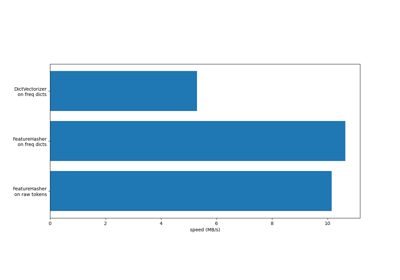 DictVectorizer
on freq dicts
FeatureHasher
on freq dicts
FeatureHasher
on raw tokens
0 2 4 6 8 10
speed (MB/s)